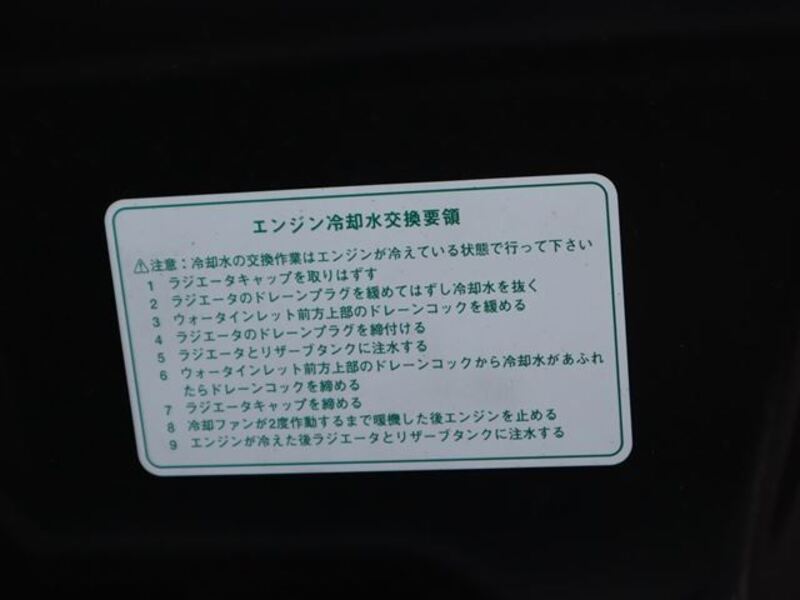 エンジン冷却水交換要領
⚠注意：冷却水の交換作業はエンジンが冷えている状態で行って下さい
1 ラジエータキャップを取りはずす
2 ラジエータのドレーンプラグを緩めてはずし冷却水を抜く
3 ウォータインレット前方上部のドレーンコックを緩める
4 ラジエータのドレーンプラグを締付ける
5 ラジエータとリザーブタンクに注水する
6 ウォータインレット前方上部のドレーンコックから冷却水があふれ
たらドレーンコックを締める
7 ラジエータキャップを締める
8 冷却ファンが2度作動するまで暖機した後エンジンを止める
9 エンジンが冷えた後ラジエータとリザーブタンクに注水する